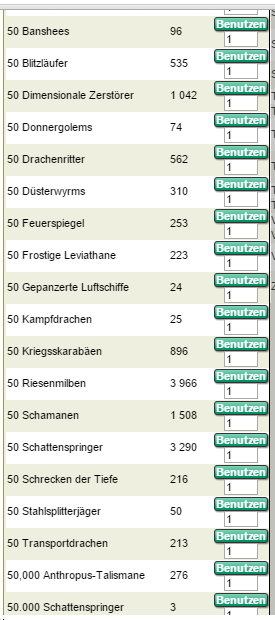 Benutzen
50 Banshees 96 1
Benutzen
50 Blitzläufer 535 1
Benutzen
50 Dimensionale Zerstörer 1 042 1
Benutzen
50 Donnergolems 74 1
Benutzen
50 Drachenritter 562 1
Benutzen
50 Düsterwyrms 310 1
Benutzen
50 Feuerspiegel 253 1
Benutzen
50 Frostige Leviathane 223 1
Benutzen
50 Gepanzerte Luftschiffe 24 1
Benutzen
50 Kampfdrachen 25 1
Benutzen
50 Kriegsskarabäen 896 1
Benutzen
50 Riesenmilben 3 966 1
Benutzen
50 Schamanen 1 508 1
Benutzen
50 Schattenspringer 3 290 1
Benutzen
50 Schrecken der Tiefe 216 1
Benutzen
50 Stahlsplitterjäger 50 1
Benutzen
50 Transportdrachen 213 1
Benutzen
50,000 Anthropus-Talismane 276 1
Benutzen
50.000 Schattenspringer 3 1